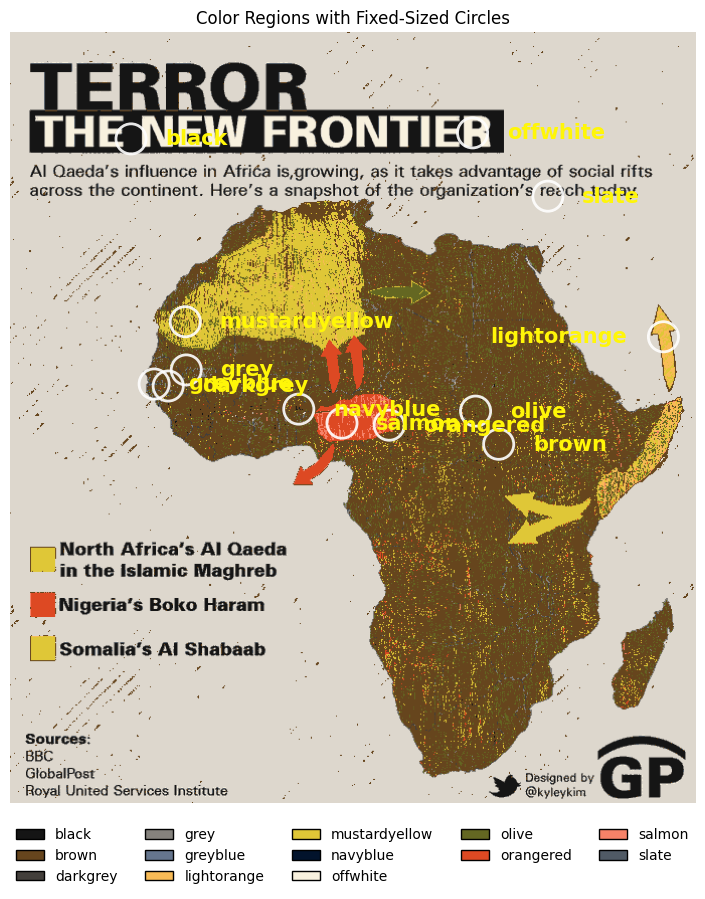 Color Regions with Fixed-Sized Circles
TERROR
THE NEW FRONTIER
black
offwhite
Al Qaeda's influence in Africa is growing, as it takes advantage of social rifts
across the continent. Here's a snapshot of the organization's reach today.
slate
mustardyellow
lightorange
grey
greyblue
darkgrey
navyblue
olive
salmon
orangered
brown
North Africa's Al Qaeda
in the Islamic Maghreb
Nigeria's Boko Haram
Somalia's Al Shabaab
Sources:
BBC
GlobalPost
Royal United Services Institute
Designed by
@kyleykim
GP
black grey mustardyellow olive salmon
brown greyblue navyblue orangered slate
darkgrey lightorange offwhite